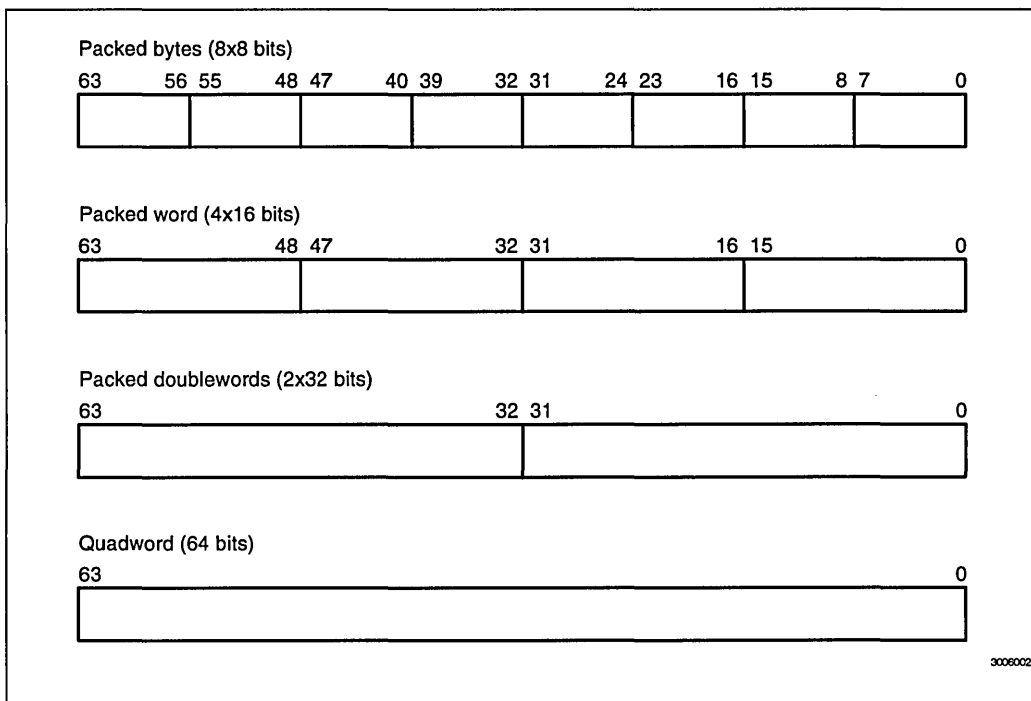 Packed bytes (8x8 bits)
63 56 55 48 47 40 39 32 31 24 23 16 15 8 7 0
Packed word (4x16 bits)
63 48 47 32 31 16 15 0
Packed doublewords (2x32 bits)
63 32 31 0
Quadword (64 bits)
63 0
3006002